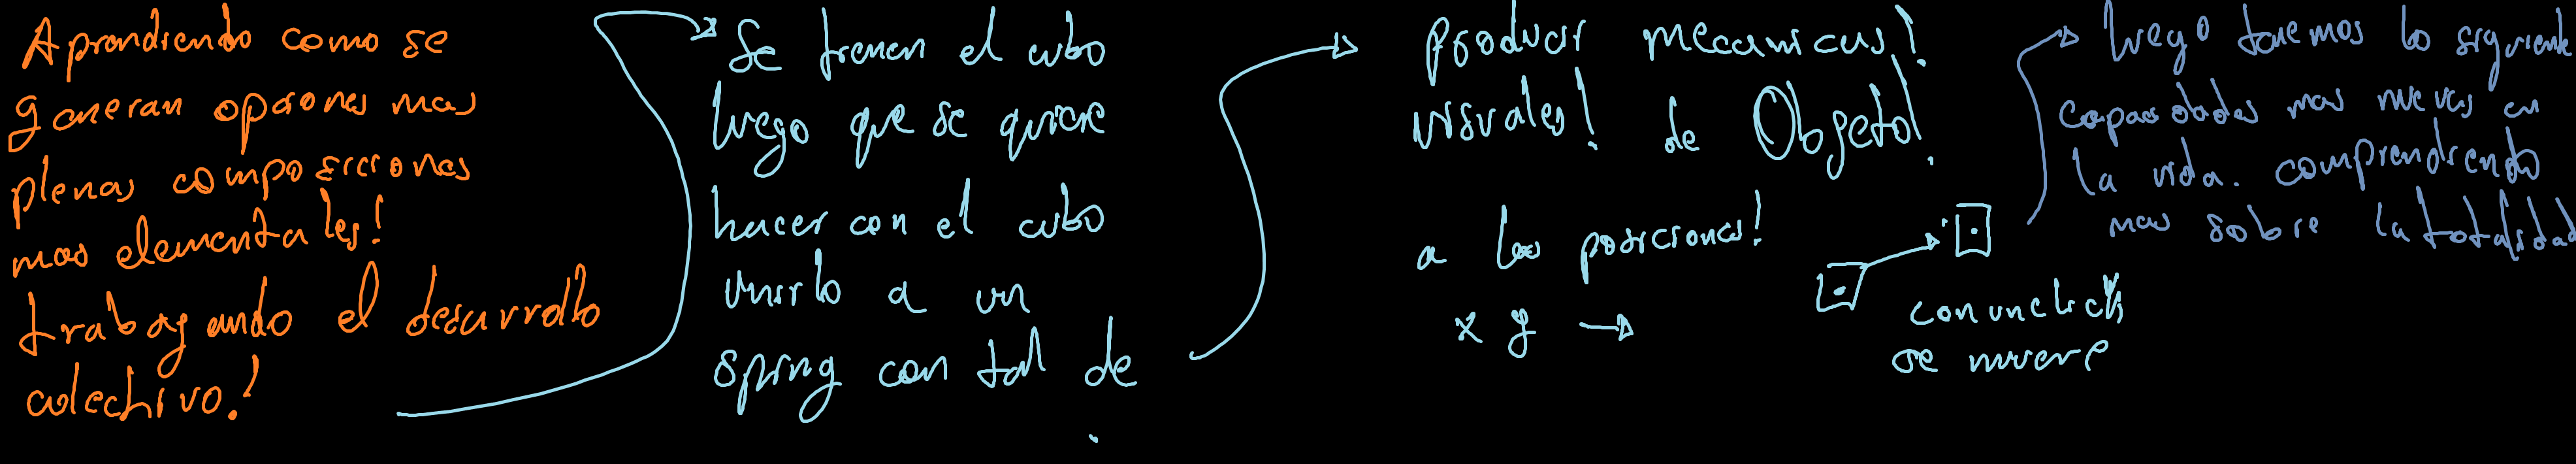 Aprendiendo como se
generan opciones mas
plenas composiciones
mas elementales!
trabajando el desarrollo
colectivo!
Se tienen el cubo
luego que se quiere
hacer con el cubo
unirlo a un
spring con tal de
producir mecanicas!
visuales! de Objeto!
a las posiciones!
x y →
con un click
se mueve
luego tenemos lo siguiente
capacidades mas nuevas en
la vida. comprendiendo
mas sobre la totalidad